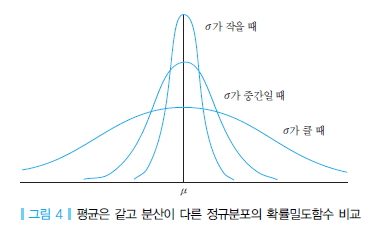 σ가 작을 때
σ가 중간일 때
σ가 클 때
μ
‖그림 4‖ 평균은 같고 분산이 다른 정규분포의 확률밀도함수 비교